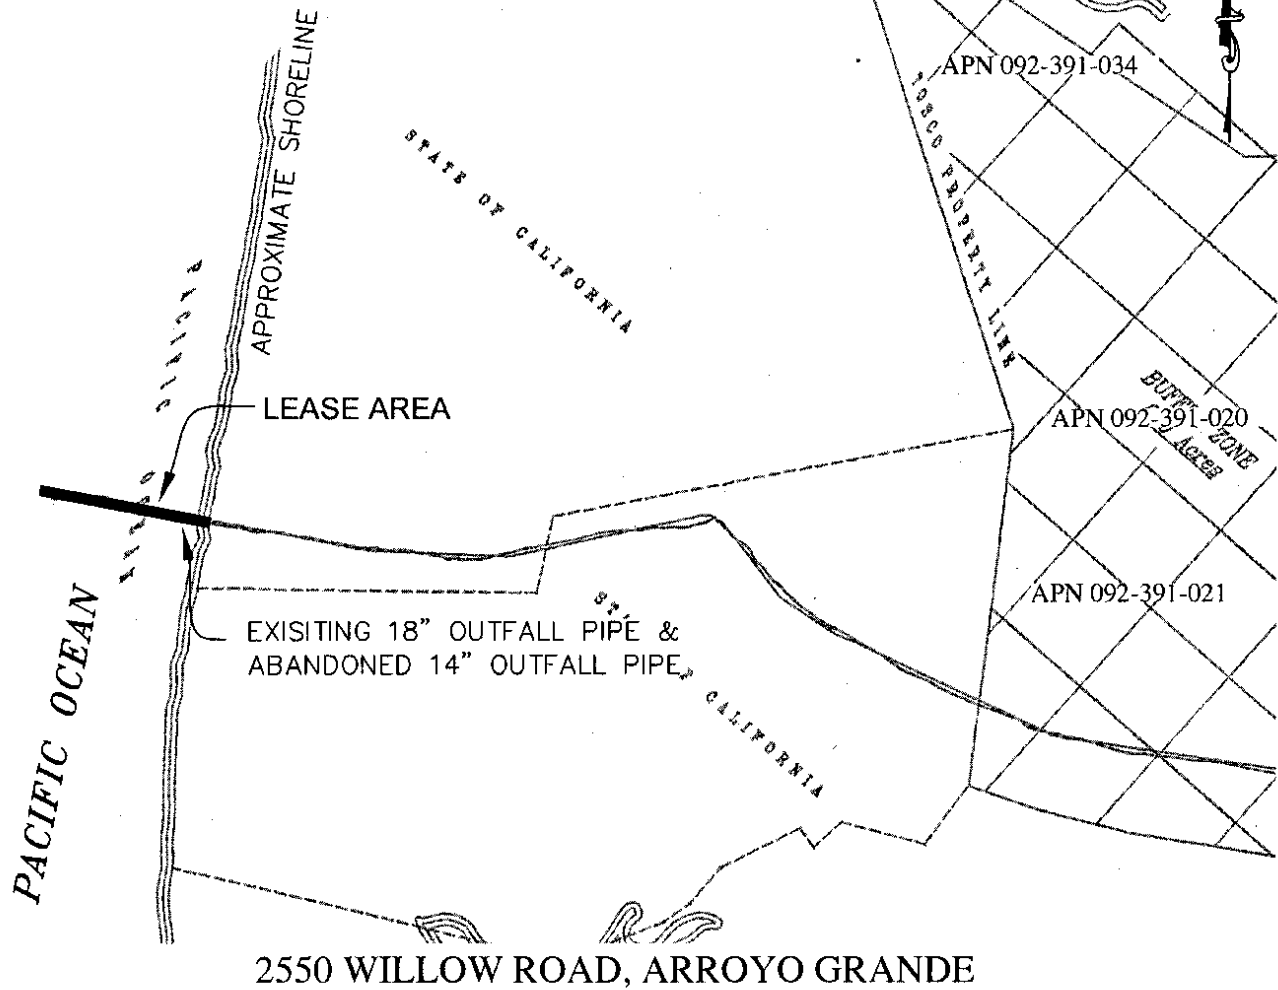 APPROXIMATE SHORELINE
STATE OF CALIFORNIA
APN 092-391-034
TOSCO PROPERTY LINE
PACIFIC
OCEAN
LEASE AREA
APN 092-391-020
ZONE
Acres
APN 092-391-021
EXISITING 18” OUTFALL PIPE &
ABANDONED 14” OUTFALL PIPE
CALIFORNIA
PACIFIC OCEAN
2550 WILLOW ROAD, ARROYO GRANDE